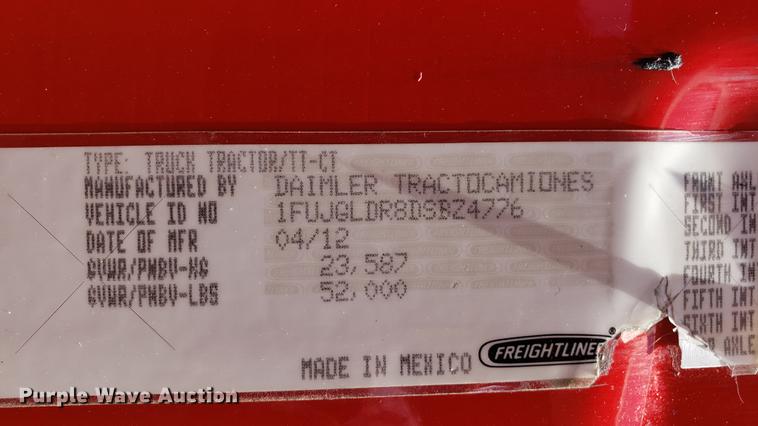 TYPE: TRUCK TRACTOR/TT-CT
MANUFACTURED BY DAIMLER TRACTOCAMIONES
VEHICLE ID NO 1FUJGLDR8DSBZ4776
DATE OF MFR 04/12
GVWR/PNBV-KG 23,587
GVWR/PNBV-LBS 52,000
MADE IN MEXICO FREIGHTLINER
FRONT AXL
FIRST INT
SECOND IN
THIRD INT
FOURTH INT
FIFTH INT
SIXTH INT
AXLE
Purple Wave Auction